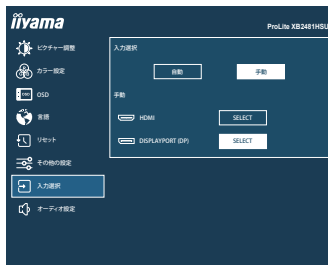 iiyama
ProLite XB2481HSU
ピクチャー調整
入力選択
カラー設定
自動
手動
OSD
OSD
手動
言語
HDMI
SELECT
リセット
DISPLAYPORT (DP)
SELECT
その他の設定
入力選択
オーディオ設定